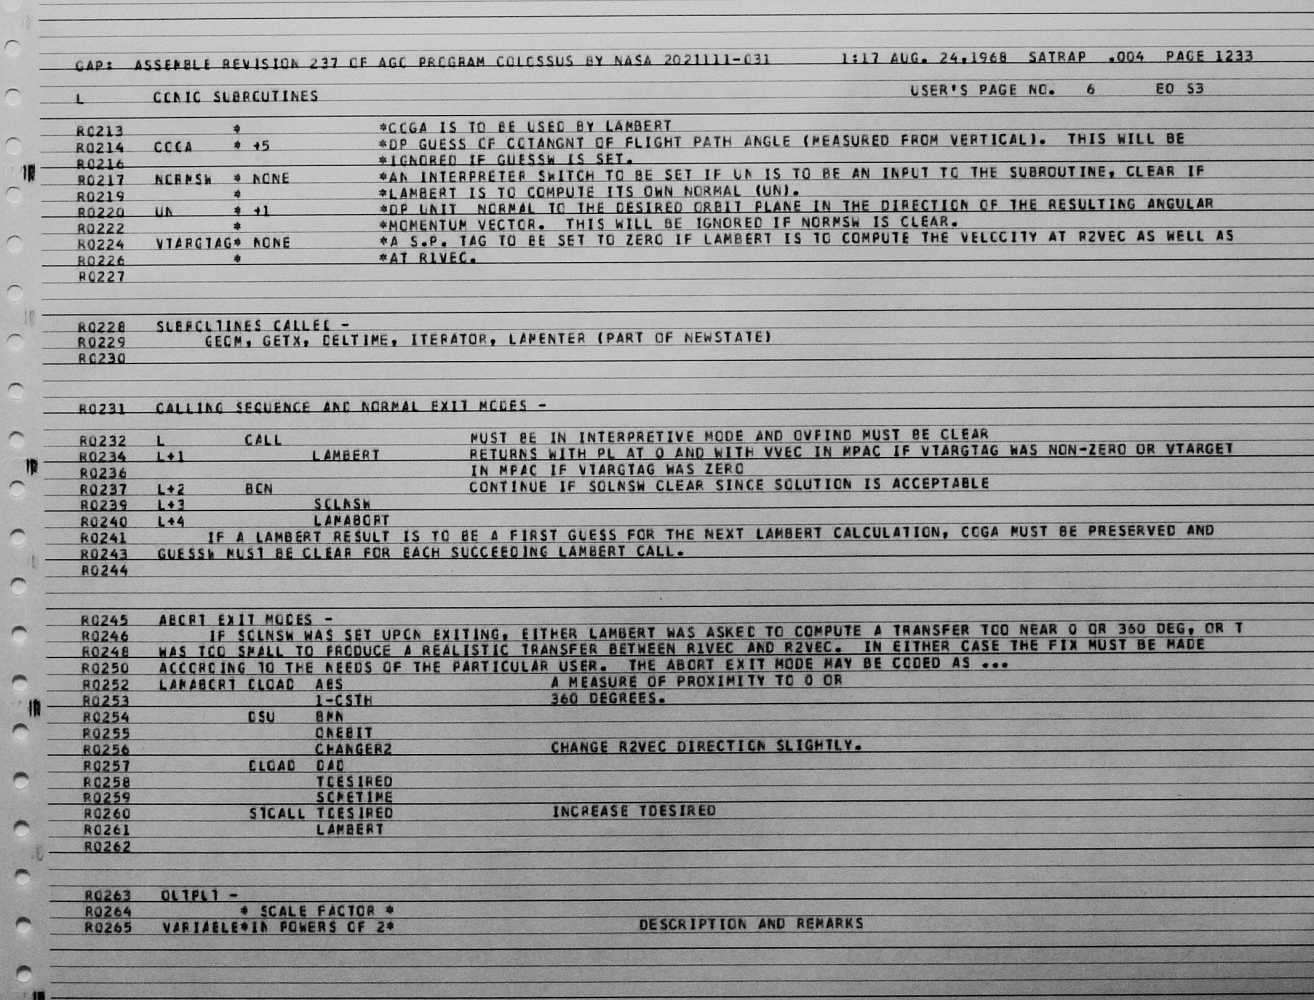 GAP: ASSEMBLE REVISION 237 OF AGC PROGRAM COLOSSUS BY NASA 2021111-031 1:17 AUG. 24,1968 SATRAP .004 PAGE 1233
L CONIC SUBROUTINES USER'S PAGE NO. 6 E0 S3
R0213 * *COGA IS TO BE USED BY LAMBERT
R0214 COGA * +5 *DP GUESS OF COTANGNT OF FLIGHT PATH ANGLE (MEASURED FROM VERTICAL). THIS WILL BE
R0216 * *IGNORED IF GUESSW IS SET.
R0217 NORMSW * NONE *AN INTERPRETER SWITCH TO BE SET IF UN IS TO BE AN INPUT TO THE SUBROUTINE, CLEAR IF
R0219 * *LAMBERT IS TO COMPUTE ITS OWN NORMAL (UN).
R0220 UN * +1 *DP UNIT NORMAL TO THE DESIRED ORBIT PLANE IN THE DIRECTION OF THE RESULTING ANGULAR
R0222 * *MOMENTUM VECTOR. THIS WILL BE IGNORED IF NORMSW IS CLEAR.
R0224 VTARGTAG* NONE *A S.P. TAG TO BE SET TO ZERO IF LAMBERT IS TO COMPUTE THE VELOCITY AT R2VEC AS WELL AS
R0226 * *AT R1VEC.
R0227
R0228 SUBROUTINES CALLED -
R0229 GEOM, GETX, DELTIME, ITERATOR, LAMENTER (PART OF NEWSTATE)
R0230
R0231 CALLING SEQUENCE AND NORMAL EXIT MODES -
R0232 L CALL MUST BE IN INTERPRETIVE MODE AND OVFIND MUST BE CLEAR
R0234 L+1 LAMBERT RETURNS WITH PL AT 0 AND WITH VVEC IN MPAC IF VTARGTAG WAS NON-ZERO OR VTARGET
R0236 IN MPAC IF VTARGTAG WAS ZERO
R0237 L+2 BON CONTINUE IF SOLNSW CLEAR SINCE SOLUTION IS ACCEPTABLE
R0239 L+3 SOLNSW
R0240 L+4 LAMABORT
R0241 IF A LAMBERT RESULT IS TO BE A FIRST GUESS FOR THE NEXT LAMBERT CALCULATION, COGA MUST BE PRESERVED AND
R0243 GUESSW MUST BE CLEAR FOR EACH SUCCEEDING LAMBERT CALL.
R0244
R0245 ABORT EXIT MODES -
R0246 IF SOLNSW WAS SET UPON EXITING, EITHER LAMBERT WAS ASKED TO COMPUTE A TRANSFER TOO NEAR 0 OR 360 DEG, OR T
R0248 WAS TOO SMALL TO PRODUCE A REALISTIC TRANSFER BETWEEN R1VEC AND R2VEC. IN EITHER CASE THE FIX MUST BE MADE
R0250 ACCORDING TO THE NEEDS OF THE PARTICULAR USER. THE ABORT EXIT MODE MAY BE CODED AS ...
R0252 LAMABORT DLOAD ABS A MEASURE OF PROXIMITY TO 0 OR
R0253 1-CSTH 360 DEGREES.
R0254 DSU BMN
R0255 ONEBIT
R0256 CHANGER2 CHANGE R2VEC DIRECTION SLIGHTLY.
R0257 DLOAD DAD
R0258 TDESIRED
R0259 SOMETIME
R0260 STCALL TDESIRED INCREASE TDESIRED
R0261 LAMBERT
R0262
R0263 OUTPUT -
R0264 * SCALE FACTOR *
R0265 VARIABLE*IN POWERS OF 2* DESCRIPTION AND REMARKS